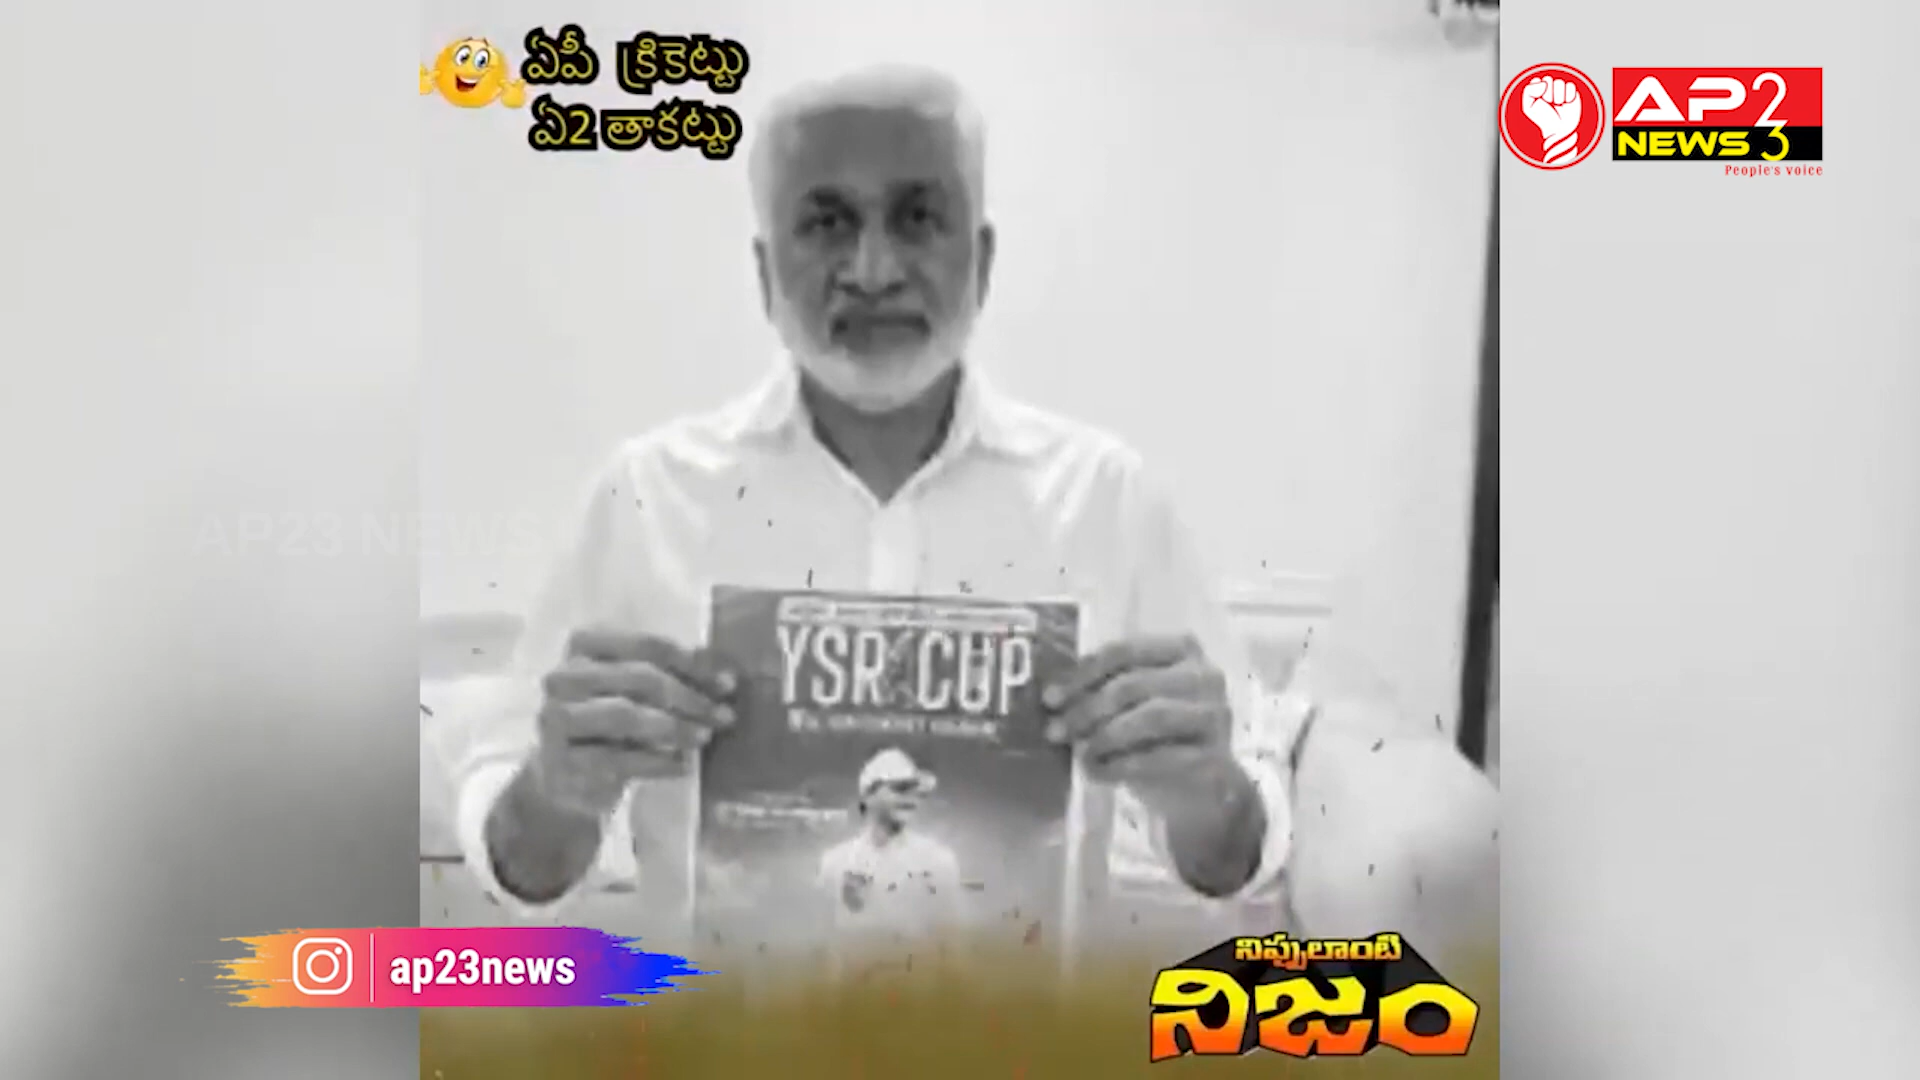 ఏపీ క్రికెట్టు
ఏ2 తాకట్టు
AP23
NEWS
People's voice
AP23 NEWS
YSR CUP
ap23news
నిప్పులాంటి
నిజం